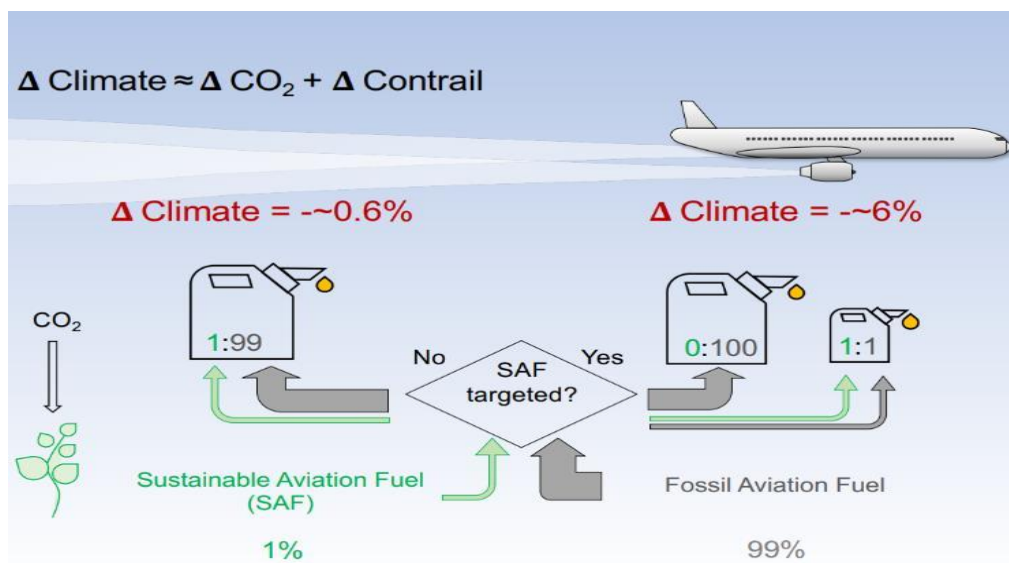 Δ Climate ≈ Δ CO₂ + Δ Contrail
Δ Climate = -~0.6%
Δ Climate = -~6%
CO₂
1:99
No
SAF
targeted?
Yes
0:100
1:1
Sustainable Aviation Fuel
(SAF)
Fossil Aviation Fuel
1%
99%